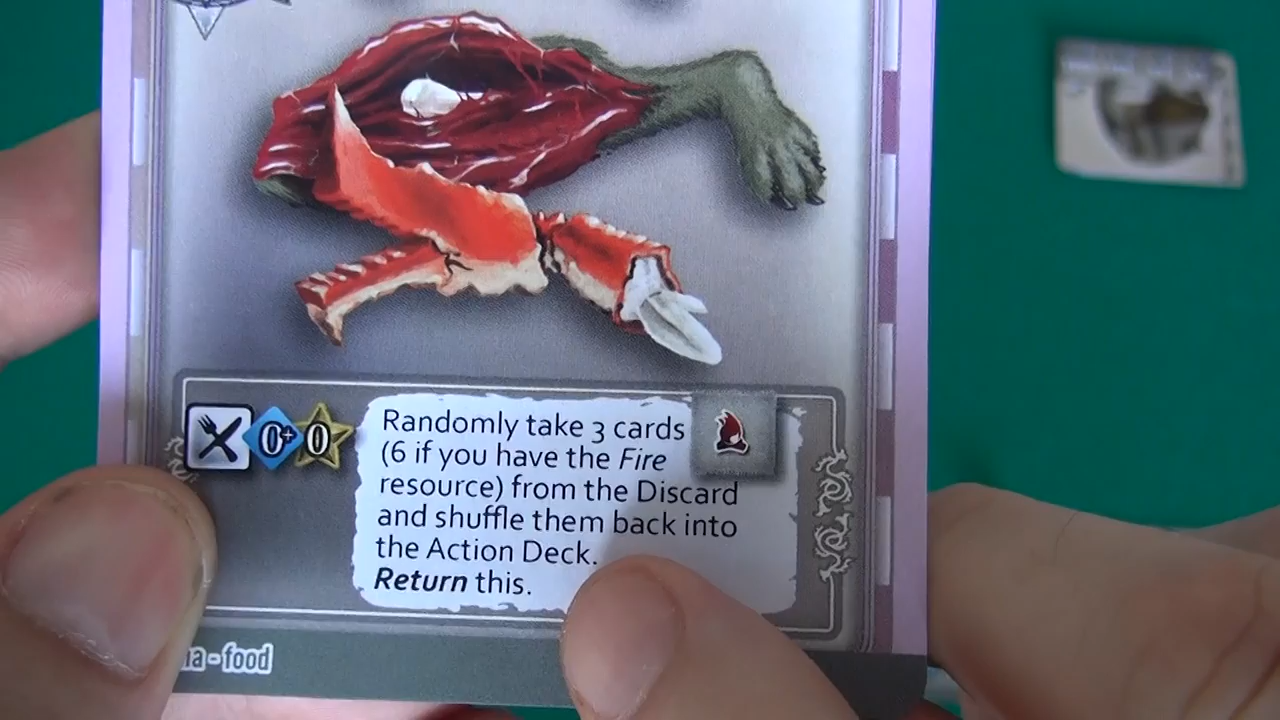 0+ 0
Randomly take 3 cards
(6 if you have the Fire
resource) from the Discard
and shuffle them back into
the Action Deck.
Return this.
- food